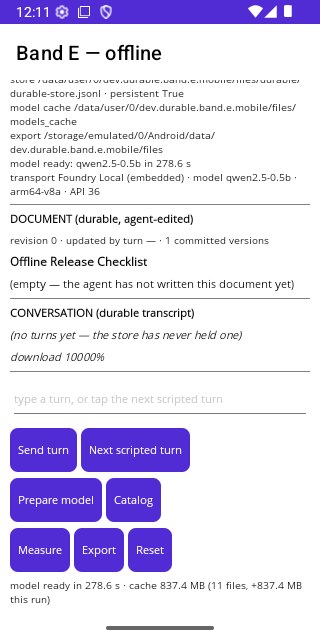 12:11
Band E — offline
store /data/user/0/dev.durable.band.e.mobile/files/durable/
durable-store.jsonl · persistent True
model cache /data/user/0/dev.durable.band.e.mobile/files/
models_cache
export /storage/emulated/0/Android/data/
dev.durable.band.e.mobile/files
model ready: qwen2.5-0.5b in 278.6 s
transport Foundry Local (embedded) · model qwen2.5-0.5b ·
arm64-v8a · API 36
DOCUMENT (durable, agent-edited)
revision 0 · updated by turn — · 1 committed versions
Offline Release Checklist
(empty — the agent has not written this document yet)
CONVERSATION (durable transcript)
(no turns yet — the store has never held one)
download 10000%
type a turn, or tap the next scripted turn
Send turn Next scripted turn
Prepare model Catalog
Measure Export Reset
model ready in 278.6 s · cache 837.4 MB (11 files, +837.4 MB
this run)